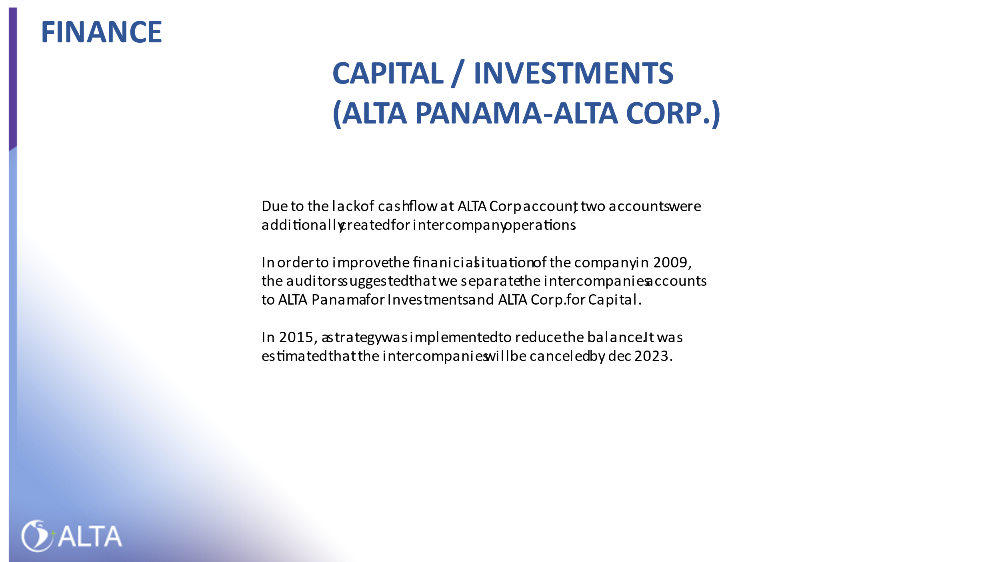 FINANCE
CAPITAL / INVESTMENTS
(ALTA PANAMA-ALTA CORP.)
Due to the lack of cash flow at ALTA Corp account, two accounts were
additionally created for intercompany operations.
In order to improve the finanicial situation of the company in 2009,
the auditors suggested that we separate the intercompanies accounts
to ALTA Panama for Investments and ALTA Corp. for Capital.
In 2015, a strategy was implemented to reduce the balance. It was
estimated that the intercompanies will be canceled by dec 2023.
ALTA